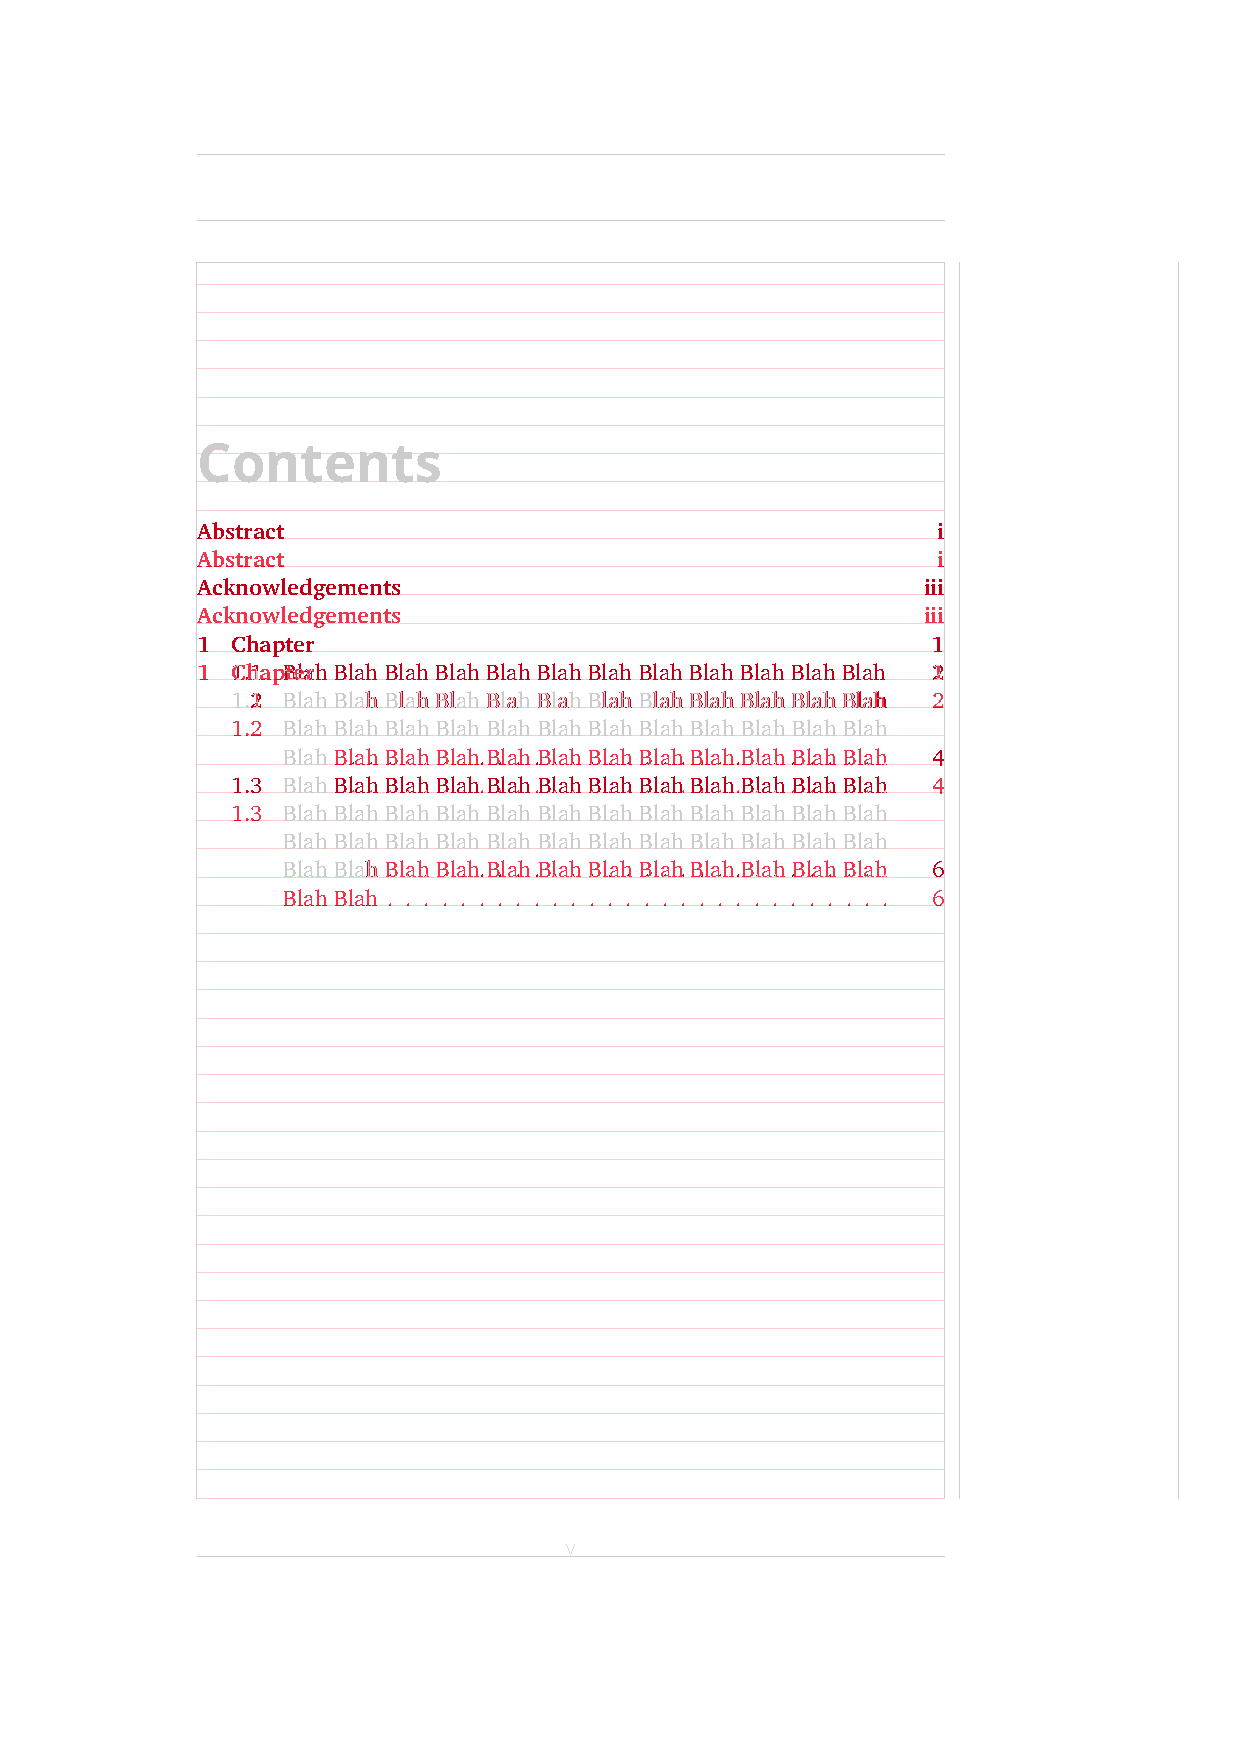 Contents
Abstract i
Abstract i
Acknowledgements iii
Acknowledgements iii
1 Chapter 1
1 Chapter Blah Blah Blah Blah Blah Blah Blah Blah Blah Blah Blah Blah
1.2 Blah Blah Blah Blah Blah Blah Blah Blah Blah Blah Blah Blah 2
1.2 Blah Blah Blah Blah Blah Blah Blah Blah Blah Blah Blah Blah
Blah Blah Blah Blah Blah Blah Blah Blah Blah Blah Blah Blah 4
1.3 Blah Blah Blah Blah Blah Blah Blah Blah Blah Blah Blah Blah 4
1.3 Blah Blah Blah Blah Blah Blah Blah Blah Blah Blah Blah Blah
Blah Blah Blah Blah Blah Blah Blah Blah Blah Blah Blah Blah
Blah Blah Blah Blah Blah Blah Blah Blah Blah Blah Blah Blah 6
Blah Blah . . . . . . . . . . . . . . . . . . . . . . . . . . . . 6
v